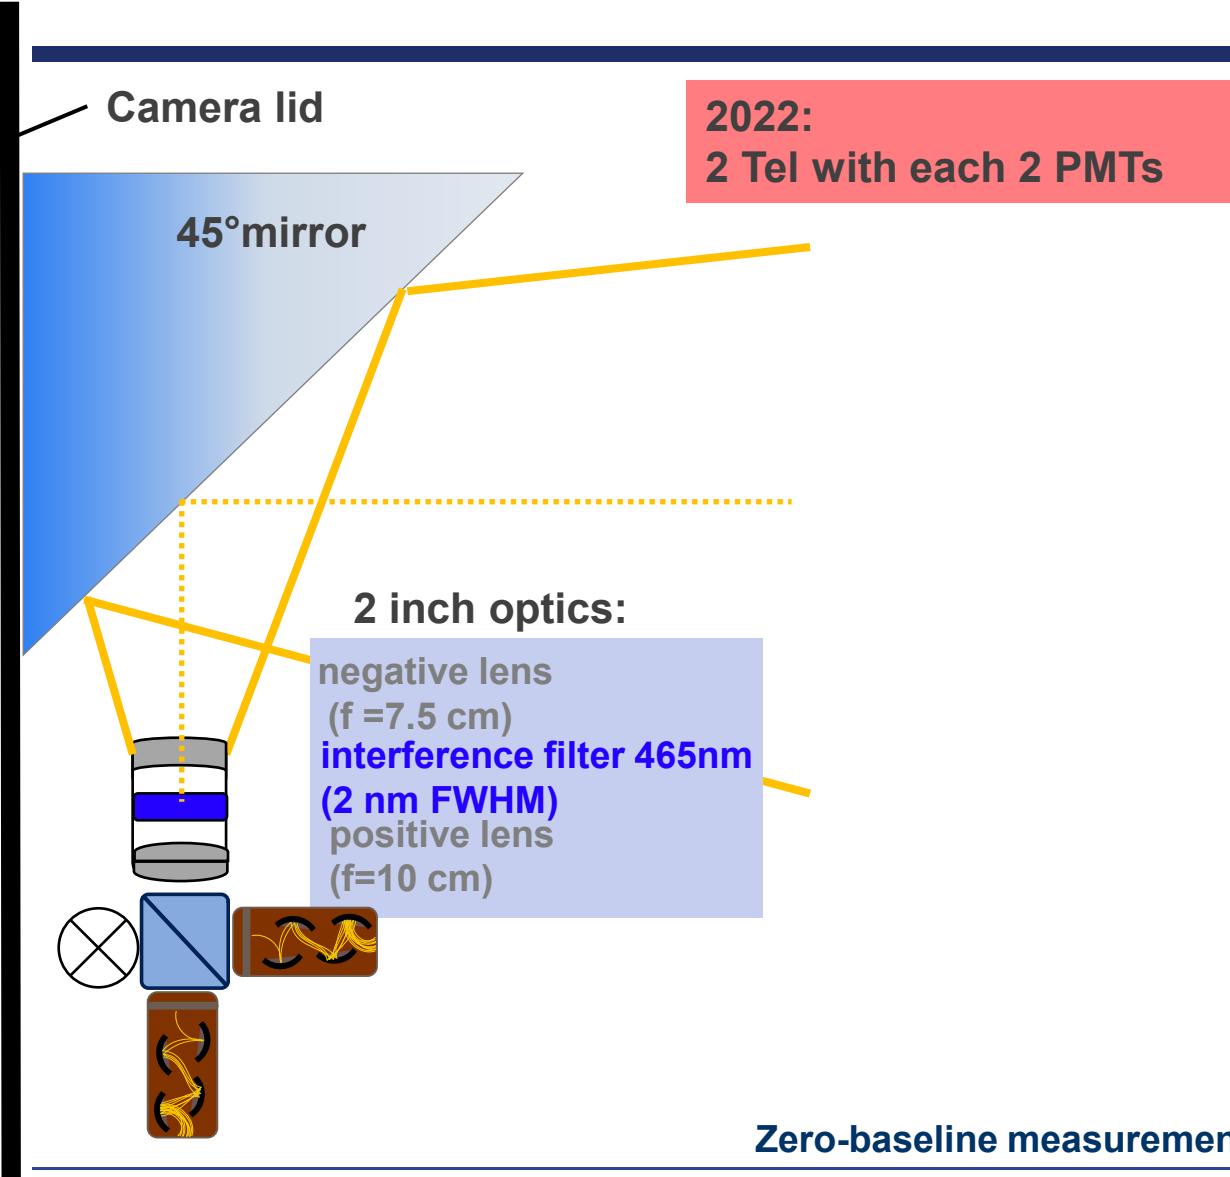 Camera lid
2022:
2 Tel with each 2 PMTs
45°mirror
2 inch optics:
negative lens
(f =7.5 cm)
interference filter 465nm
(2 nm FWHM)
positive lens
(f=10 cm)
Zero-baseline measuremen